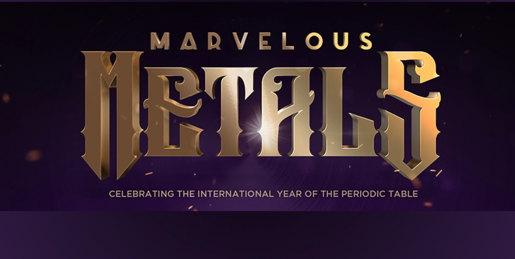 MARVELOUS
METALS
CELEBRATING THE INTERNATIONAL YEAR OF THE PERIODIC TABLE